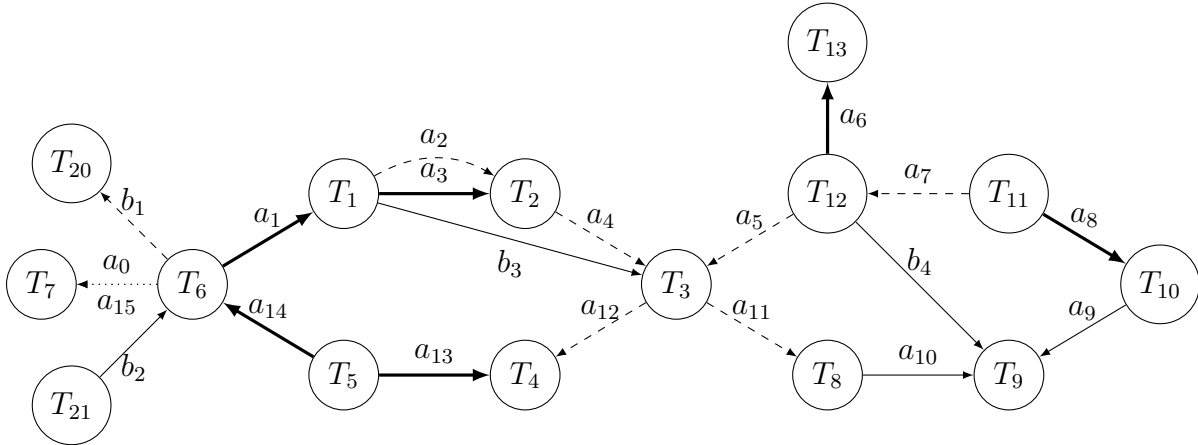 T₁₃
a₆
a₂
T₂₀
a₃
a₇
T₁
T₂
T₁₂
T₁₁
b₁
a₁
a₄
a₅
a₈
b₃
b₄
a₀
T₇
T₆
T₃
T₁₀
a₁₅
a₁₄
a₁₂
a₁₁
a₉
b₂
a₁₃
a₁₀
T₅
T₄
T₈
T₉
T₂₁